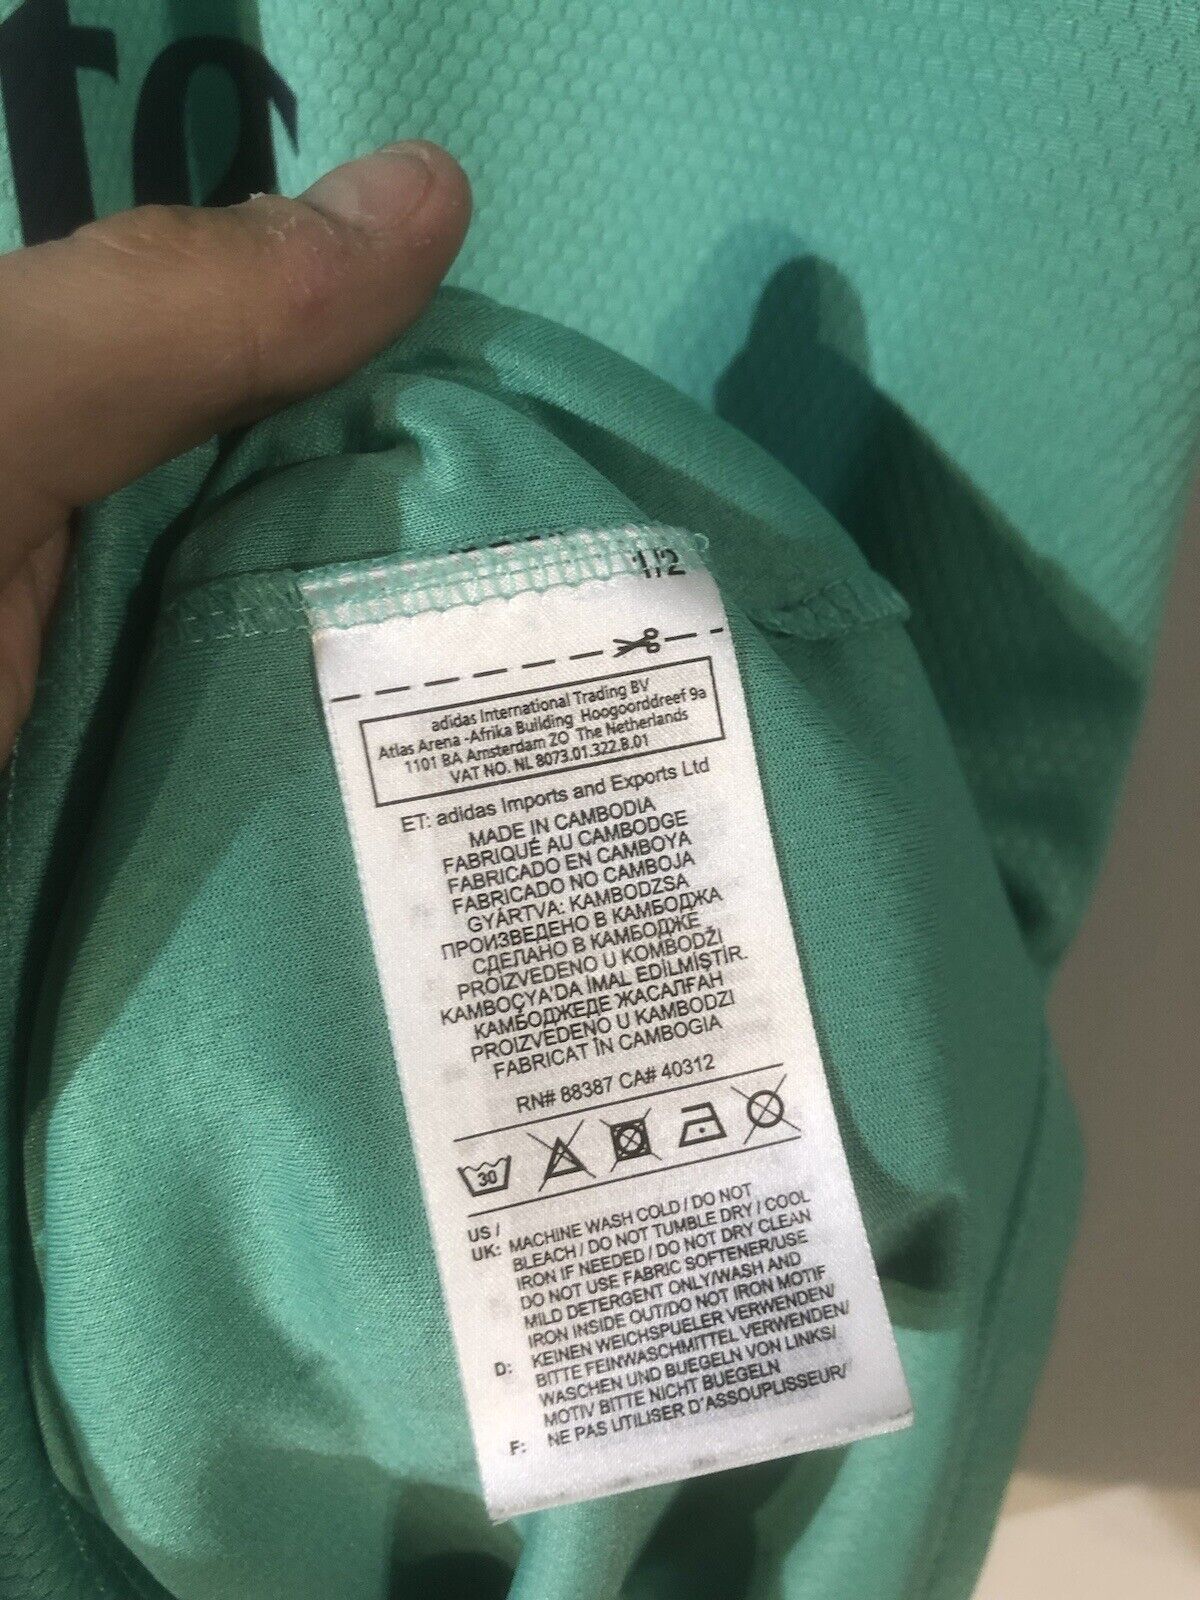 1/2
adidas International Trading BV
Atlas Arena -Afrika Building Hoogoorddreef 9a
1101 BA Amsterdam ZO The Netherlands
VAT NO. NL 8073.01.322.B.01
ET: adidas Imports and Exports Ltd
MADE IN CAMBODIA
FABRIQUÉ AU CAMBODGE
FABRICADO EN CAMBOYA
FABRICADO NO CAMBOJA
GYÁRTVA: KAMBODZSA
ПРОИЗВЕДЕНО В КАМБОДЖА
СДЕЛАНО В КАМБОДЖЕ
PROIZVEDENO U KOMBODŽI
KAMBOÇYA'DA İMAL EDİLMİŞTİR.
КАМБОДЖЕДЕ ЖАСАЛҒАН
PROIZVEDENO U KAMBODZI
FABRICAT ÎN CAMBOGIA
RN# 88387 CA# 40312
30
US / UK: MACHINE WASH COLD / DO NOT
BLEACH / DO NOT TUMBLE DRY / COOL
IRON IF NEEDED / DO NOT DRY CLEAN
DO NOT USE FABRIC SOFTENER/USE
MILD DETERGENT ONLY/WASH AND
IRON INSIDE OUT/DO NOT IRON MOTIF
D: KEINEN WEICHSPUELER VERWENDEN/
BITTE FEINWASCHMITTEL VERWENDEN/
WASCHEN UND BUEGELN VON LINKS/
MOTIV BITTE NICHT BUEGELN
F: NE PAS UTILISER D'ASSOUPLISSEUR/